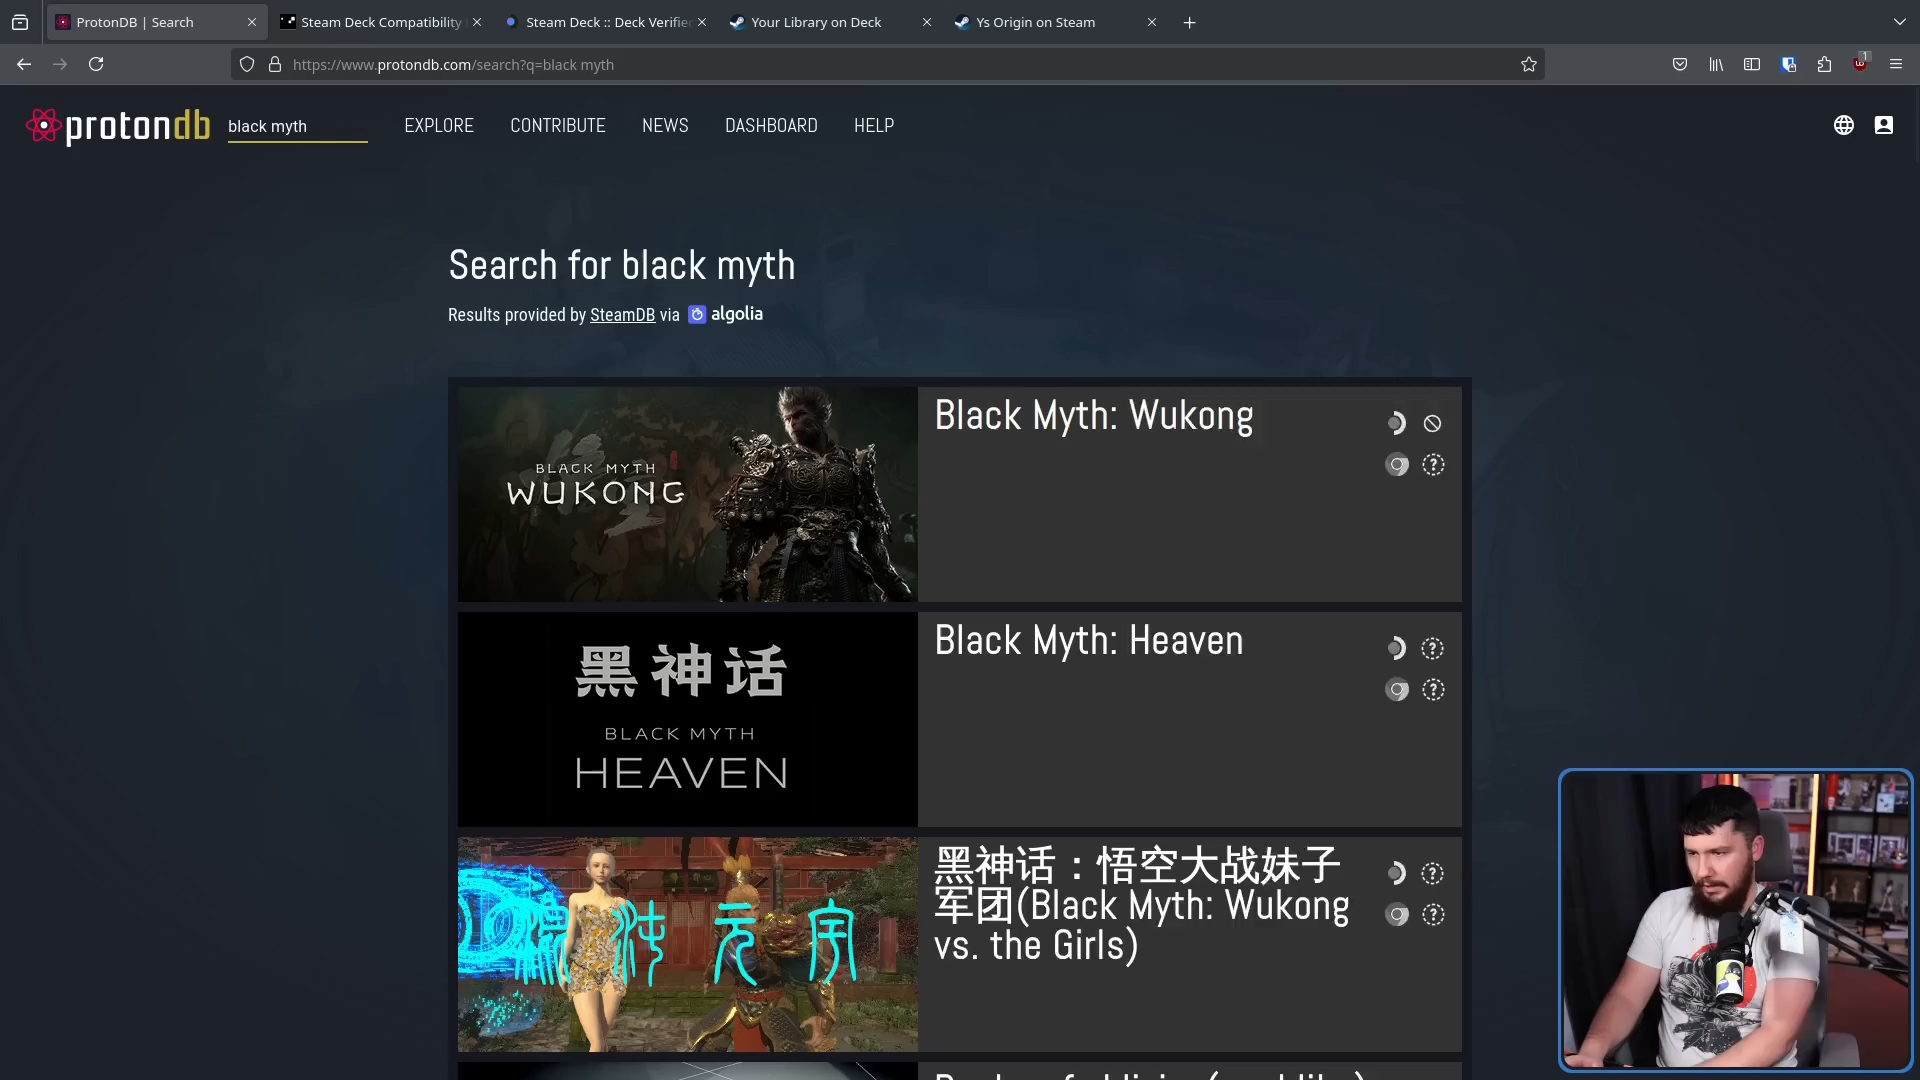 ProtonDB | Search
Steam Deck Compatibility
Steam Deck :: Deck Verifie
Your Library on Deck
Ys Origin on Steam
https://www.protondb.com/search?q=black myth
1
protondb
black myth
EXPLORE
CONTRIBUTE
NEWS
DASHBOARD
HELP
Search for black myth
Results provided by SteamDB via algolia
BLACK MYTH
WUKONG
Black Myth: Wukong
黑神话
BLACK MYTH
HEAVEN
Black Myth: Heaven
元宇
黑神话：悟空大战妹子
军团(Black Myth: Wukong
vs. the Girls)